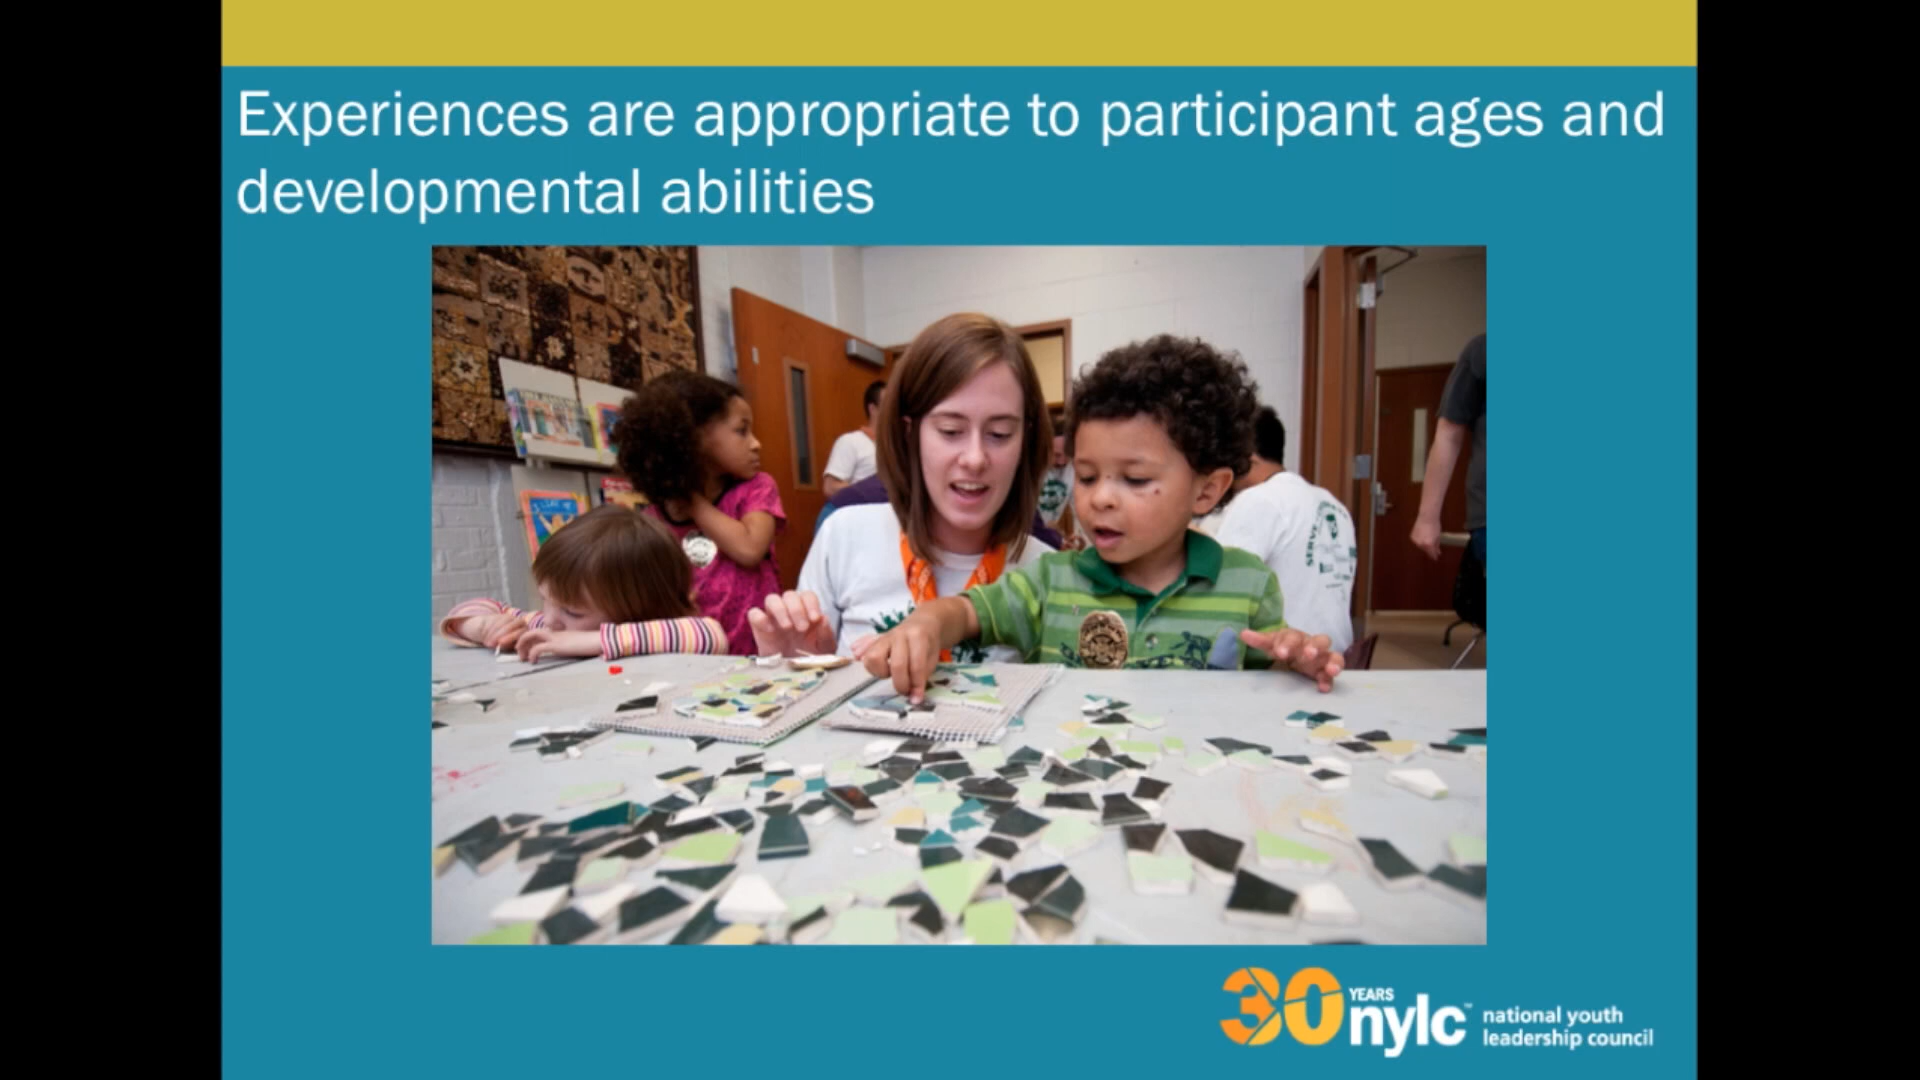 Experiences are appropriate to participant ages and
developmental abilities
30 YEARS
nylc™
national youth
leadership council